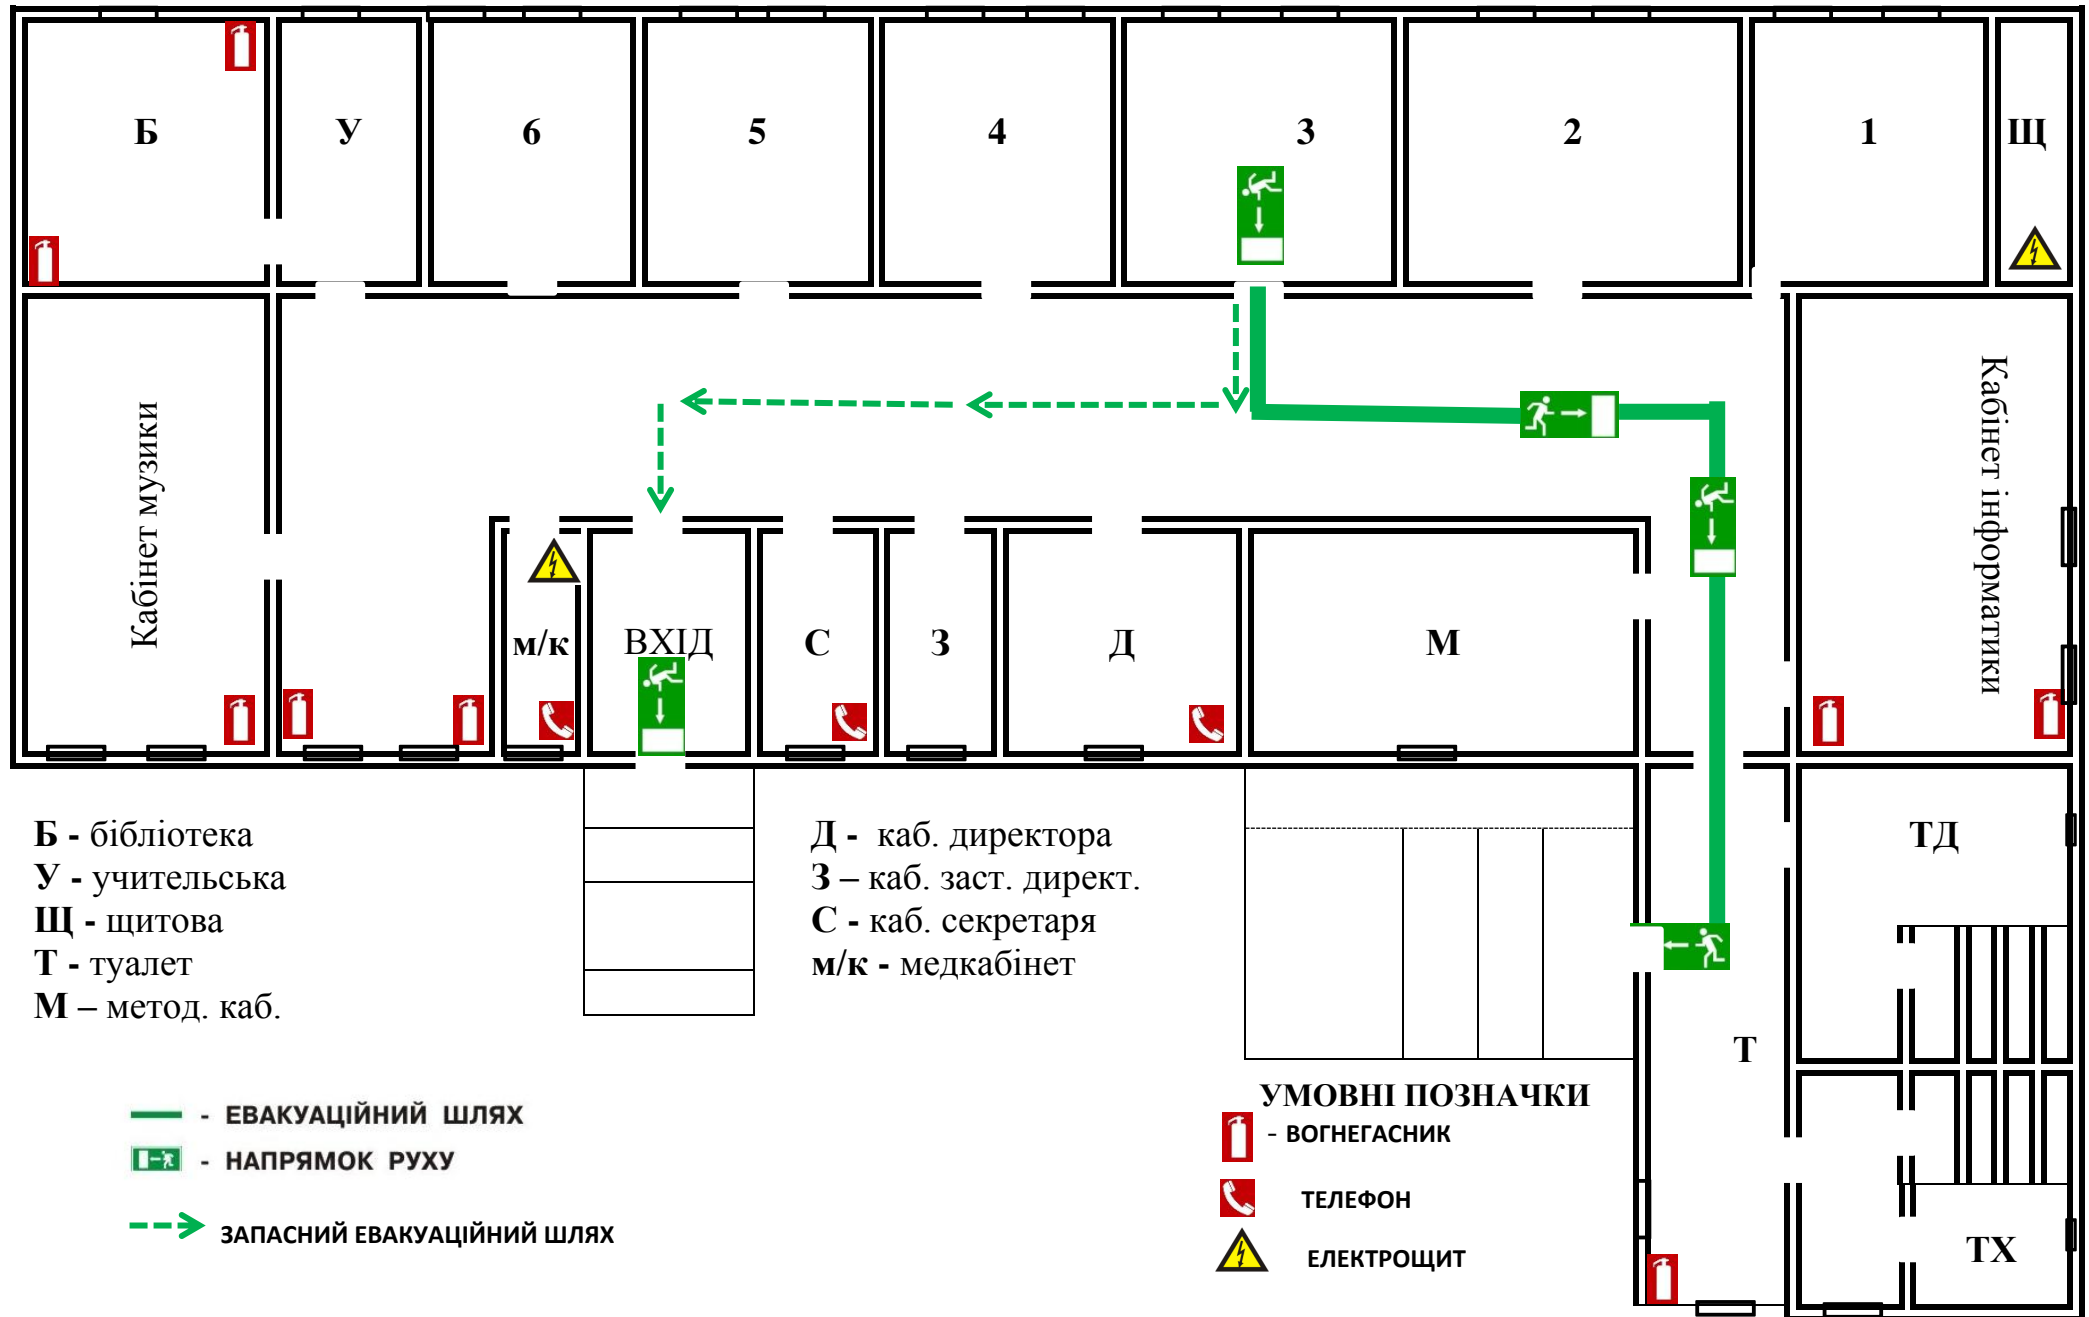 Б
У
6
5
4
3
2
1
Щ
Кабінет музики
Кабінет інформатики
м/к
ВХІД
С
З
Д
М
Б - бібліотека
У - учительська
Щ - щитова
Т - туалет
М – метод. каб.
Д - каб. директора
З – каб. заст. директ.
С - каб. секретаря
м/к - медкабінет
ТД
Т
ТХ
- ЕВАКУАЦІЙНИЙ ШЛЯХ
- НАПРЯМОК РУХУ
ЗАПАСНИЙ ЕВАКУАЦІЙНИЙ ШЛЯХ
УМОВНІ ПОЗНАЧКИ
- ВОГНЕГАСНИК
ТЕЛЕФОН
ЕЛЕКТРОЩИТ